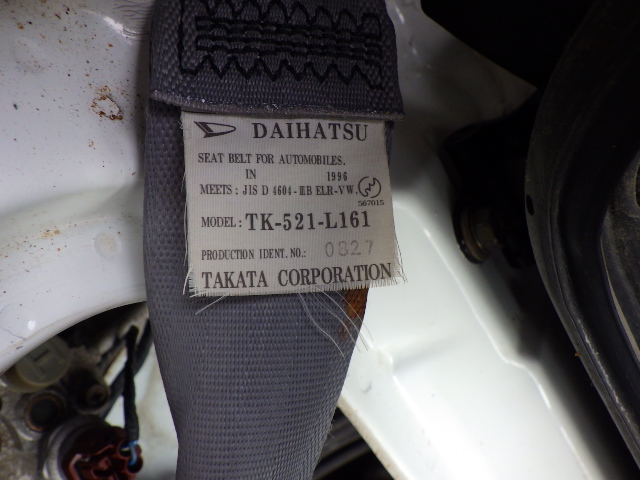 DAIHATSU
SEAT BELT FOR AUTOMOBILES.
IN 1996
MEETS: JIS D 4604-ⅢB ELR-VW.
567015
MODEL: TK-521-L161
PRODUCTION IDENT. NO.: 0827
TAKATA CORPORATION